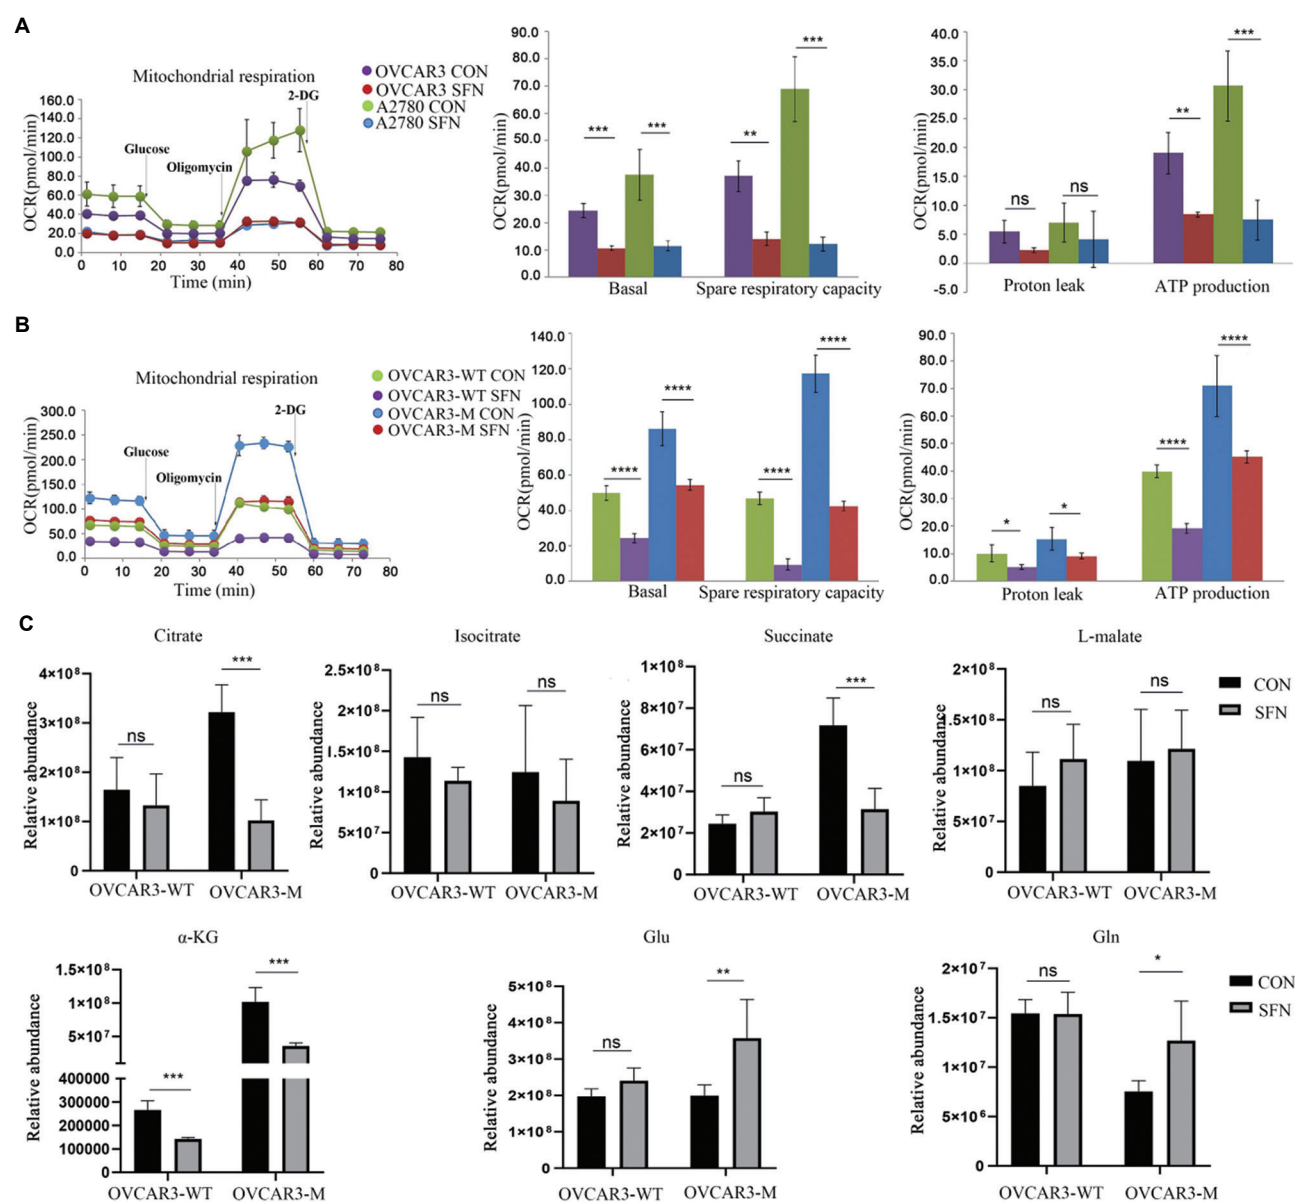 A
Mitochondrial respiration
OVCAR3 CON
OVCAR3 SFN
A2780 CON
A2780 SFN
2-DG
Glucose
Oligomycin
OCR(pmol/min)
160.0
140.0
120.0
100.0
80.0
60.0
40.0
20.0
0.0
0 10 20 30 40 50 60 70 80
Time (min)
OCR(pmol/min)
90.0
80.0
70.0
60.0
50.0
40.0
30.0
20.0
10.0
0.0
*** *** ** ***
Basal Spare respiratory capacity
OCR(pmol/min)
40.0
35.0
30.0
25.0
20.0
15.0
10.0
5.0
0.0
-5.0
ns ns ** ***
Proton leak ATP production
B
Mitochondrial respiration
OVCAR3-WT CON
OVCAR3-WT SFN
OVCAR3-M CON
OVCAR3-M SFN
2-DG
Glucose
Oligomycin
OCR(pmol/min)
300.0
250.0
200.0
150.0
100.0
50.0
0.0
0 10 20 30 40 50 60 70 80
Time (min)
OCR(pmol/min)
140.0
120.0
100.0
80.0
60.0
40.0
20.0
0.0
**** **** **** ****
Basal Spare respiratory capacity
OCR(pmol/min)
90.0
80.0
70.0
60.0
50.0
40.0
30.0
20.0
10.0
0.0
* * **** ****
Proton leak ATP production
C
Citrate
Relative abundance
4×10⁸
3×10⁸
2×10⁸
1×10⁸
0
ns ***
OVCAR3-WT OVCAR3-M
Isocitrate
Relative abundance
2.5×10⁸
2×10⁸
1.5×10⁸
1×10⁸
5×10⁷
0
ns ns
OVCAR3-WT OVCAR3-M
Succinate
Relative abundance
1×10⁸
8×10⁷
6×10⁷
4×10⁷
2×10⁷
0
ns ***
OVCAR3-WT OVCAR3-M
L-malate
Relative abundance
2×10⁸
1.5×10⁸
1×10⁸
5×10⁷
0
ns ns
OVCAR3-WT OVCAR3-M
CON
SFN
α-KG
Relative abundance
1.5×10⁸
1×10⁸
5×10⁷
400000
300000
200000
100000
0
*** ***
OVCAR3-WT OVCAR3-M
Glu
Relative abundance
5×10⁸
4×10⁸
3×10⁸
2×10⁸
1×10⁸
0
ns **
OVCAR3-WT OVCAR3-M
Gln
Relative abundance
2×10⁷
1.5×10⁷
1×10⁷
5×10⁶
0
ns *
OVCAR3-WT OVCAR3-M
CON
SFN